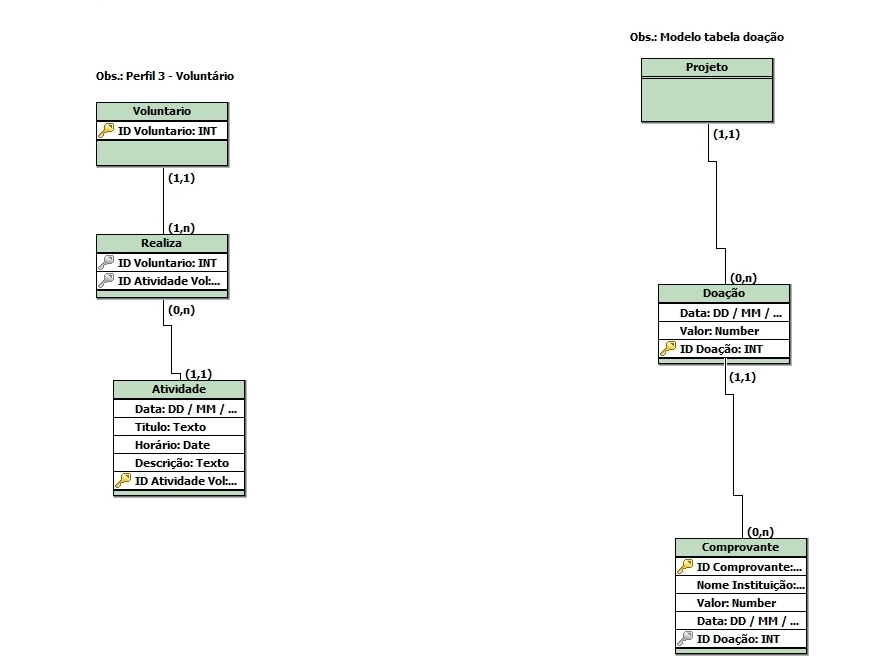 Obs.: Perfil 3 - Voluntário
Voluntario
ID Voluntario: INT
(1,1)
(1,n)
Realiza
ID Voluntario: INT
ID Atividade Vol:...
(0,n)
(1,1)
Atividade
Data: DD / MM / ...
Titulo: Texto
Horário: Date
Descrição: Texto
ID Atividade Vol:...
Obs.: Modelo tabela doação
Projeto
(1,1)
(0,n)
Doação
Data: DD / MM / ...
Valor: Number
ID Doação: INT
(1,1)
(0,n)
Comprovante
ID Comprovante:...
Nome Instituição:...
Valor: Number
Data: DD / MM / ...
ID Doação: INT